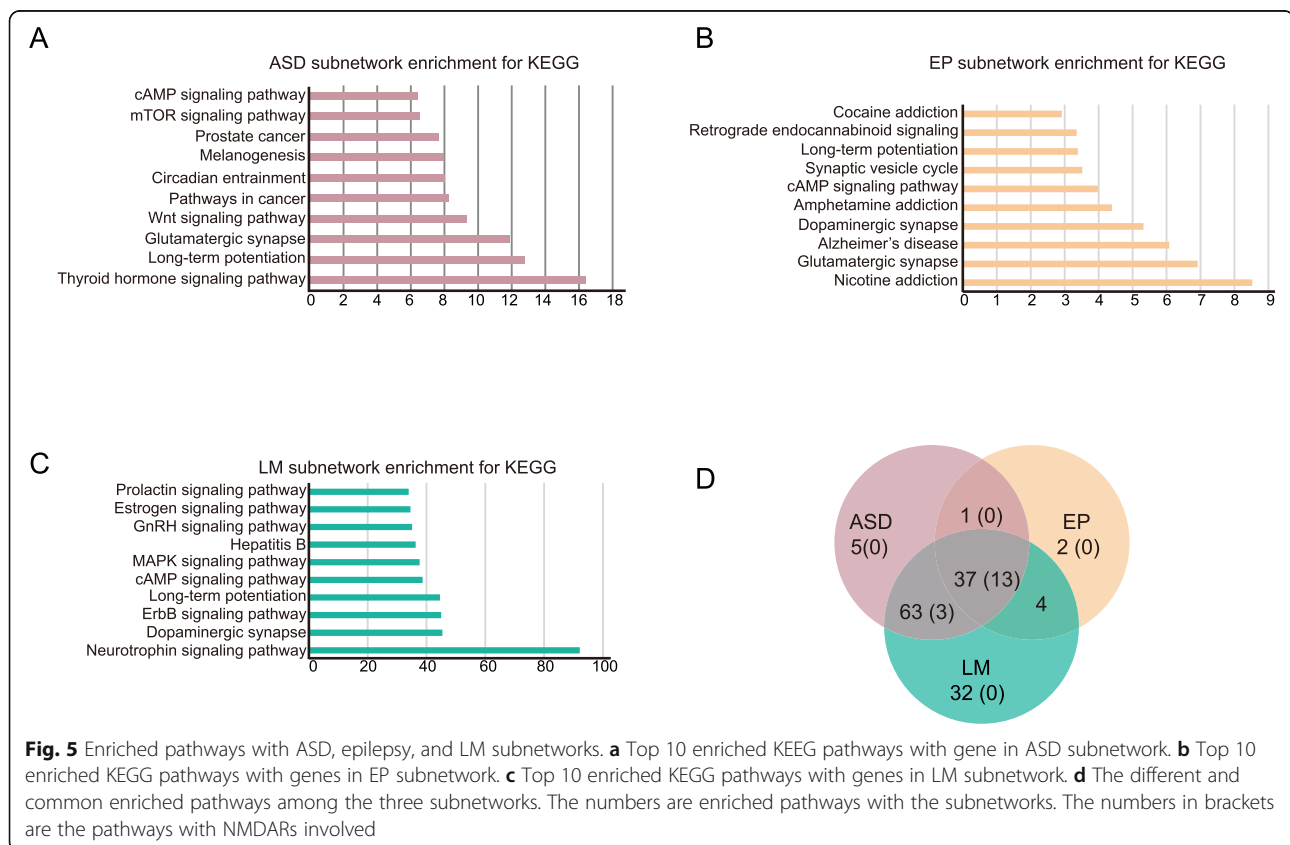 A
ASD subnetwork enrichment for KEGG
cAMP signaling pathway
mTOR signaling pathway
Prostate cancer
Melanogenesis
Circadian entrainment
Pathways in cancer
Wnt signaling pathway
Glutamatergic synapse
Long-term potentiation
Thyroid hormone signaling pathway
0 2 4 6 8 10 12 14 16 18
B
EP subnetwork enrichment for KEGG
Cocaine addiction
Retrograde endocannabinoid signaling
Long-term potentiation
Synaptic vesicle cycle
cAMP signaling pathway
Amphetamine addiction
Dopaminergic synapse
Alzheimer's disease
Glutamatergic synapse
Nicotine addiction
0 1 2 3 4 5 6 7 8 9
C
LM subnetwork enrichment for KEGG
Prolactin signaling pathway
Estrogen signaling pathway
GnRH signaling pathway
Hepatitis B
MAPK signaling pathway
cAMP signaling pathway
Long-term potentiation
ErbB signaling pathway
Dopaminergic synapse
Neurotrophin signaling pathway
0 20 40 60 80 100
D
ASD
5(0)
1 (0)
EP
2 (0)
37 (13)
63 (3)
4
LM
32 (0)
Fig. 5 Enriched pathways with ASD, epilepsy, and LM subnetworks. a Top 10 enriched KEEG pathways with gene in ASD subnetwork. b Top 10
enriched KEGG pathways with genes in EP subnetwork. c Top 10 enriched KEGG pathways with genes in LM subnetwork. d The different and
common enriched pathways among the three subnetworks. The numbers are enriched pathways with the subnetworks. The numbers in brackets
are the pathways with NMDARs involved